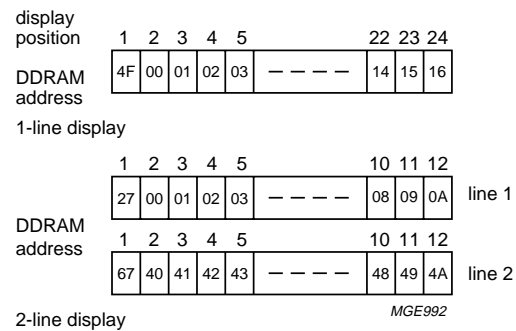 display
position 1 2 3 4 5 22 23 24
DDRAM
address 4F 00 01 02 03 14 15 16
1-line display
1 2 3 4 5 10 11 12
27 00 01 02 03 08 09 0A line 1
DDRAM
address
1 2 3 4 5 10 11 12
67 40 41 42 43 48 49 4A line 2
2-line display MGE992